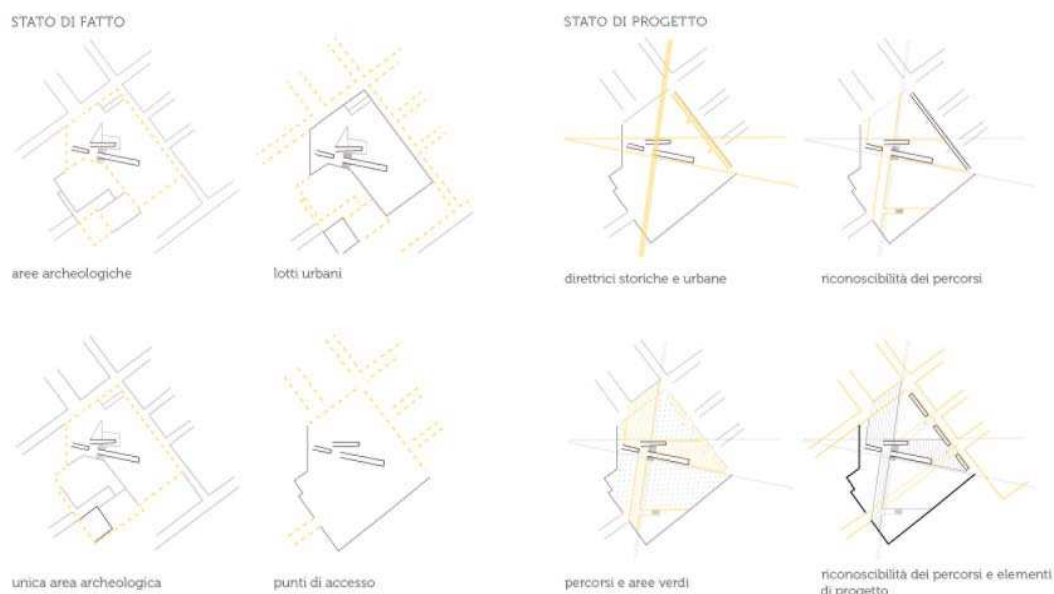 STATO DI FATTO
STATO DI PROGETTO
aree archeologiche
lotti urbani
direttrici storiche e urbane
riconoscibilità dei percorsi
unica area archeologica
punti di accesso
percorsi e aree verdi
riconoscibilità dei percorsi e elementi
di progetto